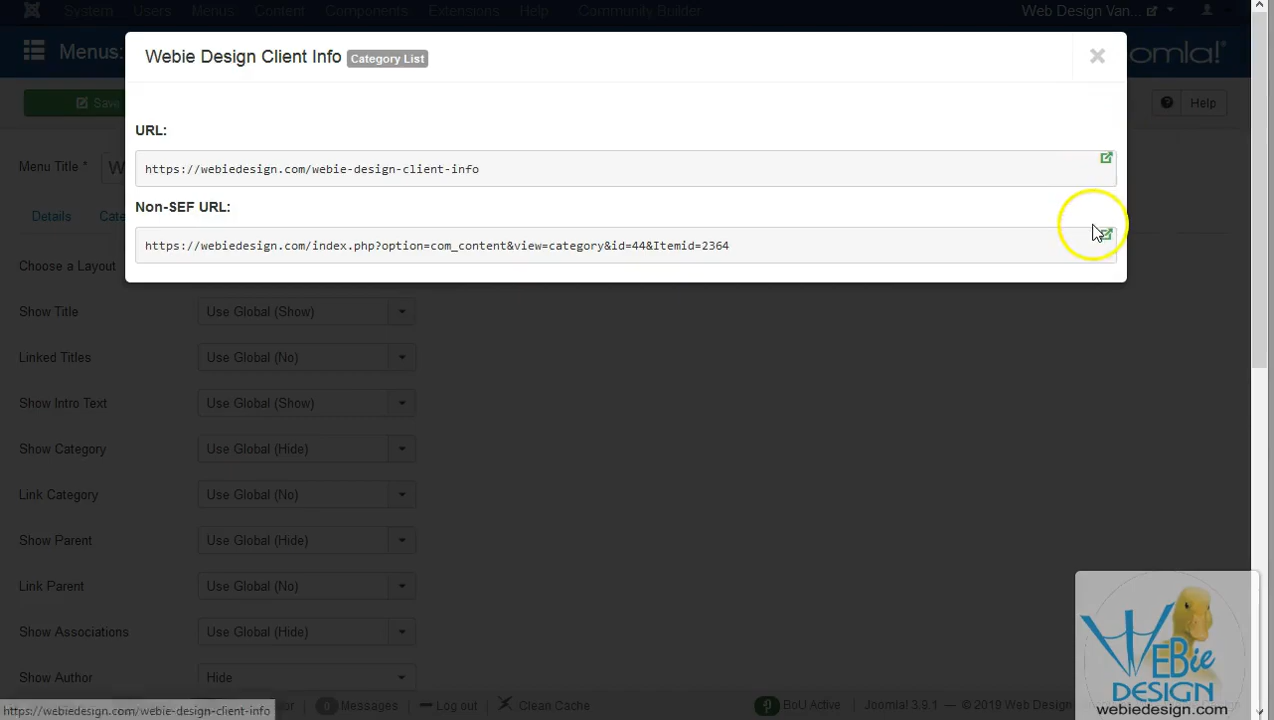 System Users Menus Content Components Extensions Help Community Builder Web Design Van...
Menus:
Joomla!®
Webie Design Client Info Category List
Save
Help
URL:
https://webiedesign.com/webie-design-client-info
Menu Title *
Non-SEF URL:
Details
https://webiedesign.com/index.php?option=com_content&view=category&id=44&Itemid=2364
Choose a Layout
Show Title Use Global (Show)
Linked Titles Use Global (No)
Show Intro Text Use Global (Show)
Show Category Use Global (Hide)
Link Category Use Global (No)
Show Parent Use Global (Hide)
Link Parent Use Global (No)
Show Associations Use Global (Hide)
Show Author Hide
https://webiedesign.com/webie-design-client-info
0 Messages Log out Clean Cache BoU Active Joomla! 3.9.1 — © 2019 Web Design
WEBie
DESIGN
webiedesign.com